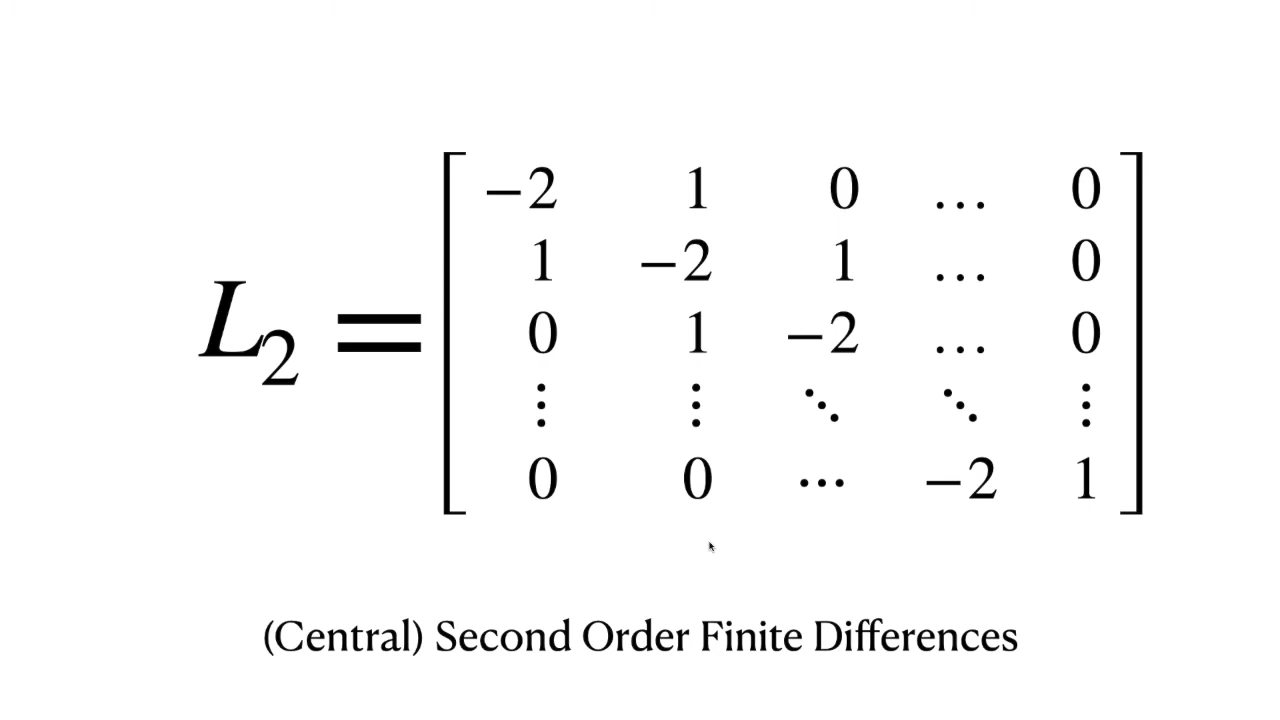 L₂ =
−2 1 0 … 0
1 −2 1 … 0
0 1 −2 … 0
⋮ ⋮ ⋱ ⋱ ⋮
0 0 ⋯ −2 1
(Central) Second Order Finite Differences